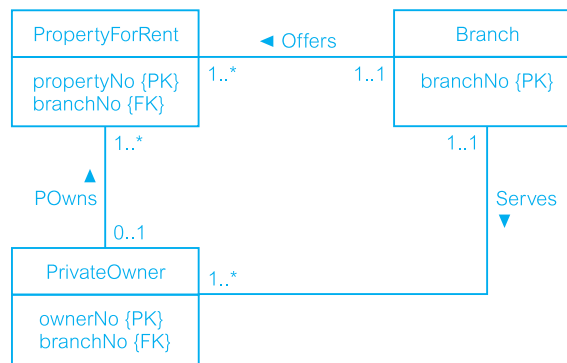 PropertyForRent
propertyNo {PK}
branchNo {FK}
◄ Offers
1..*
1..1
Branch
branchNo {PK}
1..*
▲
POwns
0..1
1..1
Serves
▼
PrivateOwner
ownerNo {PK}
branchNo {FK}
1..*